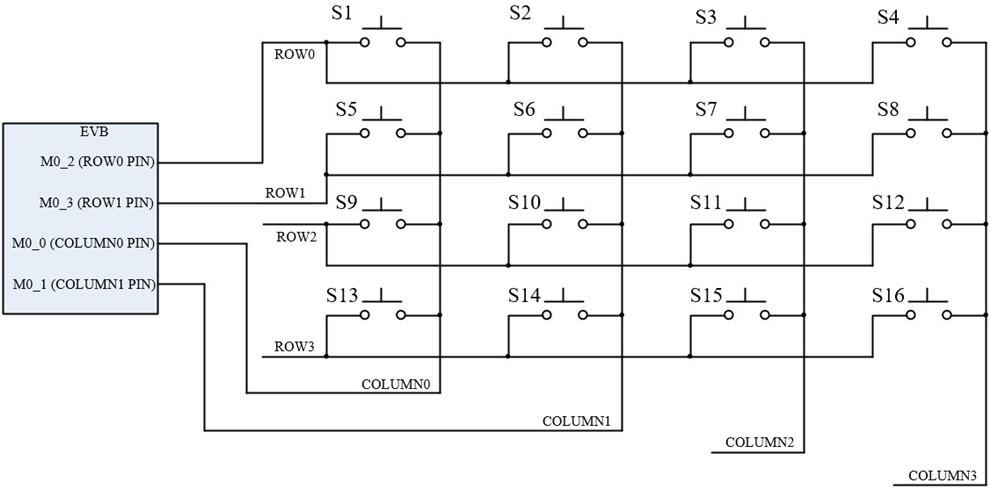 S1
S2
S3
S4
ROW0
S5
S6
S7
S8
EVB
M0_2 (ROW0 PIN)
M0_3 (ROW1 PIN)
ROW1
S9
S10
S11
S12
M0_0 (COLUMN0 PIN)
ROW2
M0_1 (COLUMN1 PIN)
S13
S14
S15
S16
ROW3
COLUMN0
COLUMN1
COLUMN2
COLUMN3